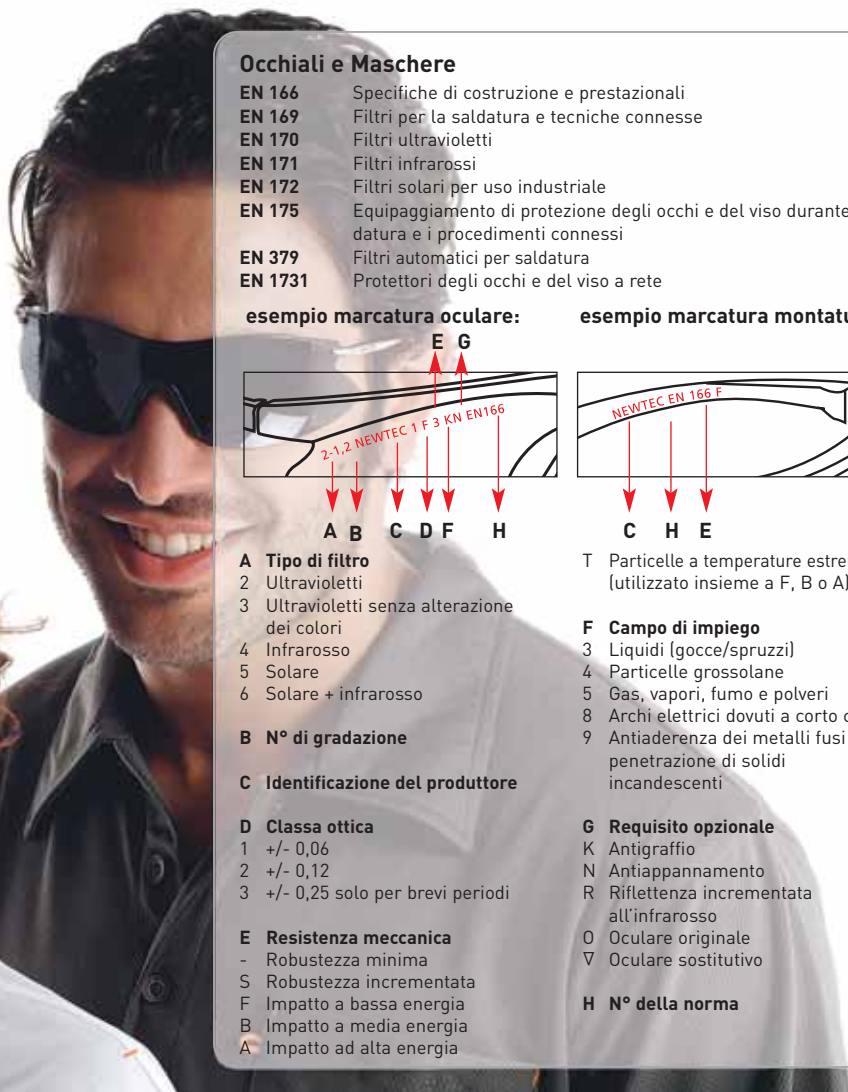 Occhiali e Maschere
EN 166 Specifiche di costruzione e prestazionali
EN 169 Filtri per la saldatura e tecniche connesse
EN 170 Filtri ultravioletti
EN 171 Filtri infrarossi
EN 172 Filtri solari per uso industriale
EN 175 Equipaggiamento di protezione degli occhi e del viso durante
datura e i procedimenti connessi
EN 379 Filtri automatici per saldatura
EN 1731 Protettori degli occhi e del viso a rete
esempio marcatura oculare:
E G
2-1,2 NEWTEC 1 F 3 KN EN166
A B C D F H
esempio marcatura montatu
NEWTEC EN 166 F
C H E
A Tipo di filtro
2 Ultravioletti
3 Ultravioletti senza alterazione
dei colori
4 Infrarosso
5 Solare
6 Solare + infrarosso
B N° di gradazione
C Identificazione del produttore
D Classa ottica
1 +/- 0,06
2 +/- 0,12
3 +/- 0,25 solo per brevi periodi
E Resistenza meccanica
- Robustezza minima
S Robustezza incrementata
F Impatto a bassa energia
B Impatto a media energia
A Impatto ad alta energia
T Particelle a temperature estre
(utilizzato insieme a F, B o A)
F Campo di impiego
3 Liquidi (gocce/spruzzi)
4 Particelle grossolane
5 Gas, vapori, fumo e polveri
8 Archi elettrici dovuti a corto c
9 Antiaderenza dei metalli fusi
penetrazione di solidi
incandescenti
G Requisito opzionale
K Antigraffio
N Antiappannamento
R Riflettenza incrementata
all'infrarosso
O Oculare originale
∇ Oculare sostitutivo
H N° della norma